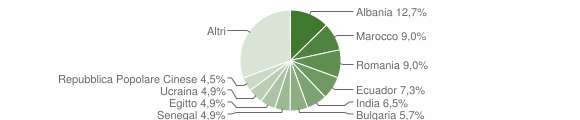 Albania 12,7%
Altri
Marocco 9,0%
Romania 9,0%
Repubblica Popolare Cinese 4,5%
Ecuador 7,3%
Ucraina 4,9%
India 6,5%
Egitto 4,9%
Bulgaria 5,7%
Senegal 4,9%